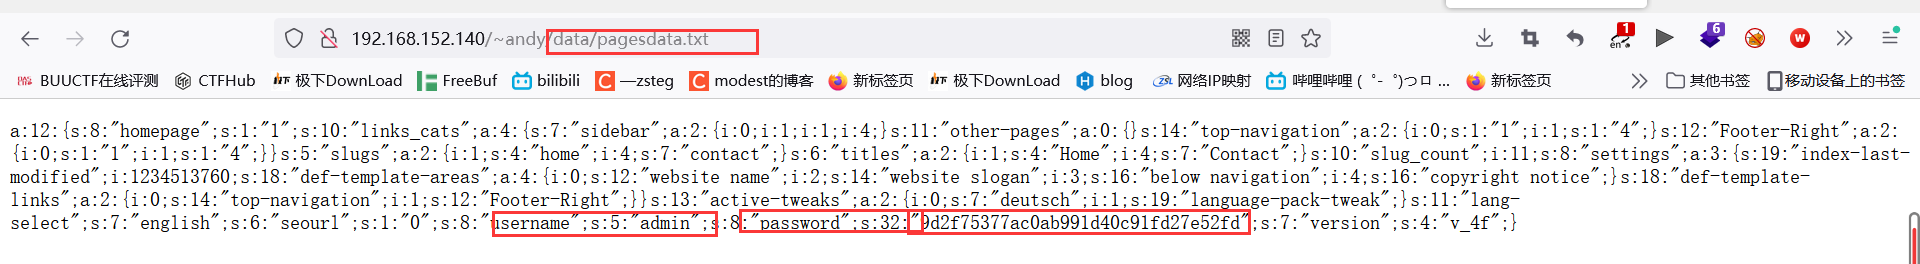 192.168.152.140/~andy/data/pagesdata.txt
1
en
6
BUUCTF在线评测 CTFHub 极下DownLoad FreeBuf bilibili —zsteg modest的博客 新标签页 极下DownLoad blog 网络IP映射 哔哩哔哩 ( ゜- ゜)つロ ... 新标签页 其他书签 移动设备上的书签
a:12:{s:8:"homepage";s:1:"1";s:10:"links_cats";a:4:{s:7:"sidebar";a:2:{i:0;i:1;i:1;i:4;}s:11:"other-pages";a:0:{}s:14:"top-navigation";a:2:{i:0;s:1:"1";i:1;s:1:"4";}s:12:"Footer-Right";a:2:
{i:0;s:1:"1";i:1;s:1:"4";}}s:5:"slugs";a:2:{i:1;s:4:"home";i:4;s:7:"contact";}s:6:"titles";a:2:{i:1;s:4:"Home";i:4;s:7:"Contact";}s:10:"slug_count";i:11;s:8:"settings";a:3:{s:19:"index-last-
modified";i:1234513760;s:18:"def-template-areas";a:4:{i:0;s:12:"website name";i:2;s:14:"website slogan";i:3;s:16:"below navigation";i:4;s:16:"copyright notice";}s:18:"def-template-
links";a:2:{i:0;s:14:"top-navigation";i:1;s:12:"Footer-Right";}}s:13:"active-tweaks";a:2:{i:0;s:7:"deutsch";i:1;s:19:"language-pack-tweak";}s:11:"lang-
select";s:7:"english";s:6:"seourl";s:1:"0";s:8:"username";s:5:"admin";s:8:"password";s:32:"9d2f75377ac0ab991d40c91fd27e52fd";s:7:"version";s:4:"v_4f";}